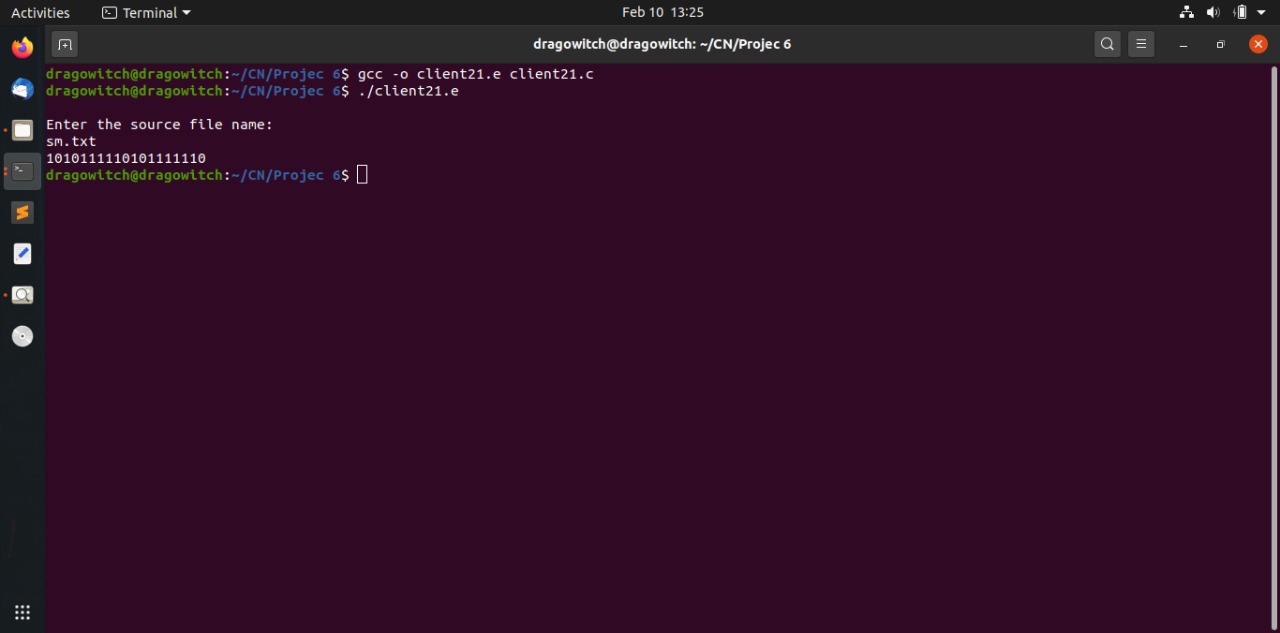 Activities Terminal Feb 10 13:25
dragowitch@dragowitch: ~/CN/Projec 6
dragowitch@dragowitch:~/CN/Projec 6$ gcc -o client21.e client21.c
dragowitch@dragowitch:~/CN/Projec 6$ ./client21.e
Enter the source file name:
sm.txt
1010111110101111110
dragowitch@dragowitch:~/CN/Projec 6$